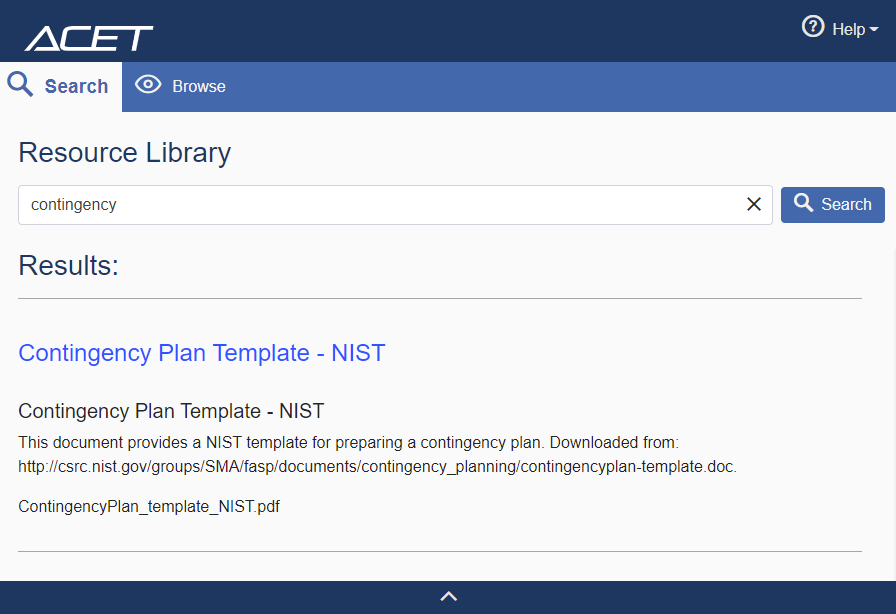 ACET
Help
Search
Browse
Resource Library
contingency
Search
Results:
Contingency Plan Template - NIST
Contingency Plan Template - NIST
This document provides a NIST template for preparing a contingency plan. Downloaded from:
http://csrc.nist.gov/groups/SMA/fasp/documents/contingency_planning/contingencyplan-template.doc.
ContingencyPlan_template_NIST.pdf